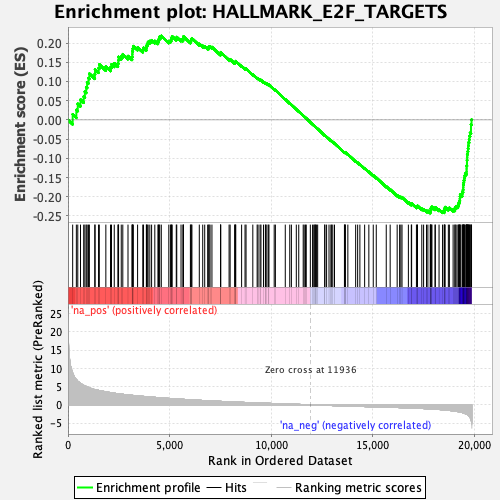 Enrichment plot: HALLMARK_E2F_TARGETS
Enrichment score (ES)
0.20
0.15
0.10
0.05
0.00
-0.05
-0.10
-0.15
-0.20
-0.25
'na_pos' (positively correlated)
Ranked list metric (PreRanked)
25
20
15
10
5
0
-5
Zero cross at 11936
'na_neg' (negatively correlated)
0
5,000
10,000
15,000
20,000
Rank in Ordered Dataset
Enrichment profile
Hits
Ranking metric scores